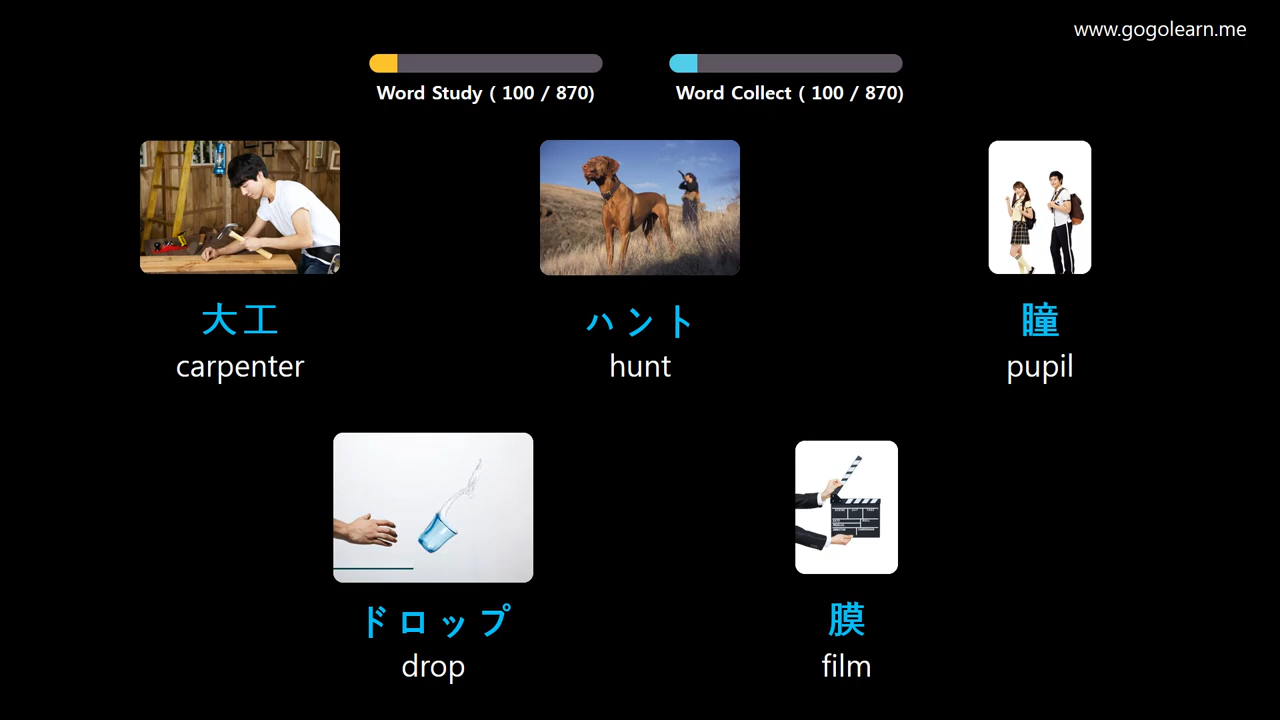 www.gogolearn.me
Word Study ( 100 / 870)
Word Collect ( 100 / 870)
大工
carpenter
ハント
hunt
瞳
pupil
ドロップ
drop
膜
film